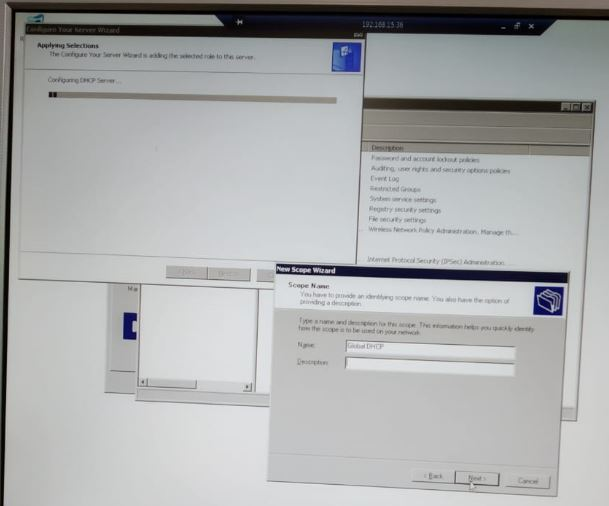 192.168.15.36
Configure Your Server Wizard
Applying Selections
The Configure Your Server Wizard is adding the selected role to this server.
Configuring DHCP Server...
Description
Password and account lockout policies
Auditing, user rights and security options policies
Event Log
Restricted Groups
System service settings
Registry security settings
File security settings
Wireless Network Policy Administration. Manage th...
Internet Protocol Security (IPSec) Administration. ...
< Back
Next >
Ma
New Scope Wizard
Scope Name
You have to provide an identifying scope name. You also have the option of
providing a description.
Type a name and description for this scope. This information helps you quickly identify
how the scope is to be used on your network.
Name:
Global DHCP
Description:
< Back
Next >
Cancel